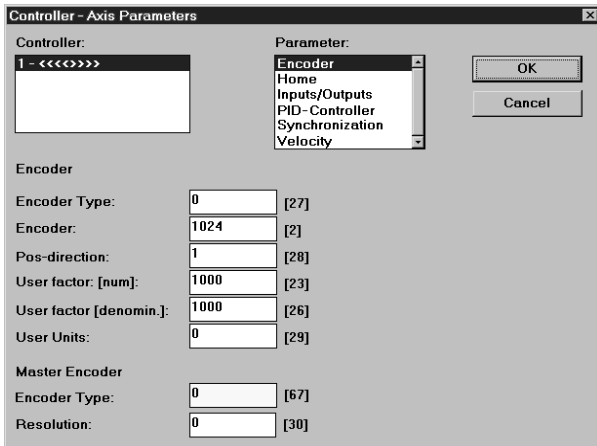 Controller - Axis Parameters
Controller:
1 - <<<<>>>>
Parameter:
Encoder
Home
Inputs/Outputs
PID-Controller
Synchronization
Velocity
OK
Cancel
Encoder
Encoder Type: 0 [27]
Encoder: 1024 [2]
Pos-direction: 1 [28]
User factor: [num]: 1000 [23]
User factor [denomin.]: 1000 [26]
User Units: 0 [29]
Master Encoder
Encoder Type: 0 [67]
Resolution: 0 [30]